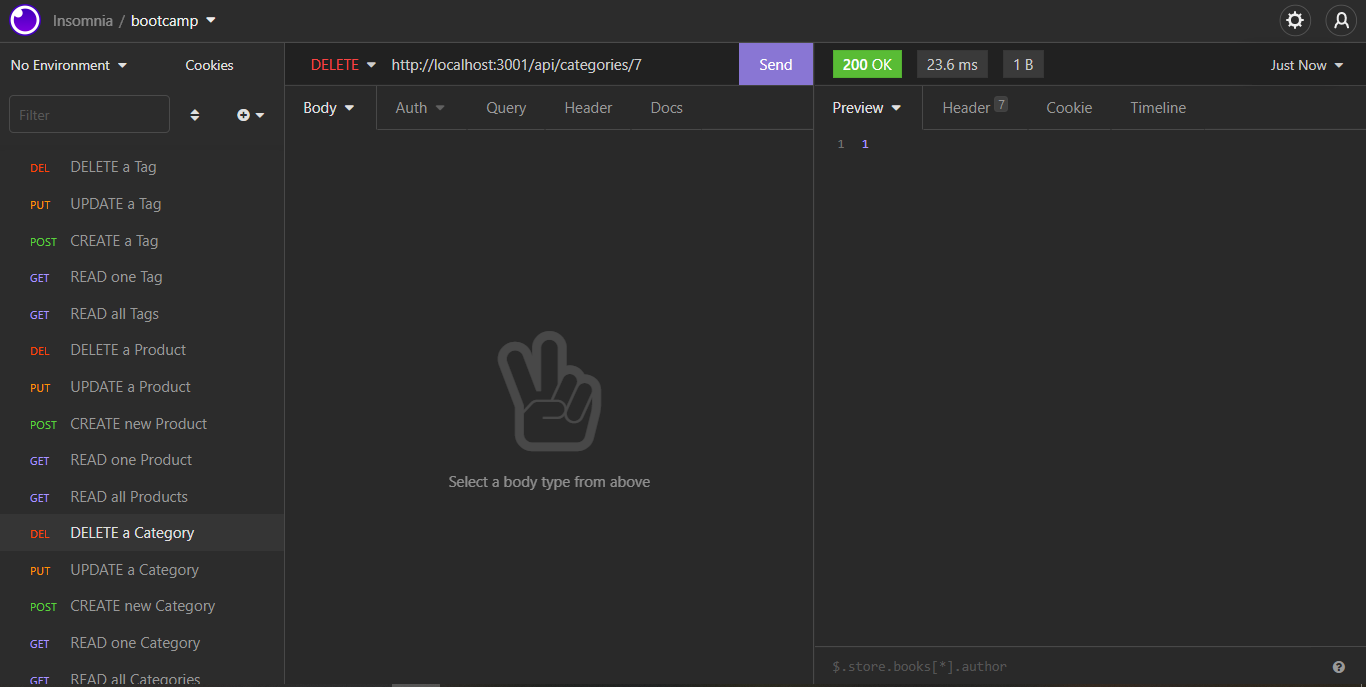 Insomnia / bootcamp
No Environment
Cookies
Filter
DEL DELETE a Tag
PUT UPDATE a Tag
POST CREATE a Tag
GET READ one Tag
GET READ all Tags
DEL DELETE a Product
PUT UPDATE a Product
POST CREATE new Product
GET READ one Product
GET READ all Products
DEL DELETE a Category
PUT UPDATE a Category
POST CREATE new Category
GET READ one Category
GET READ all Categories
DELETE http://localhost:3001/api/categories/7 Send
Body Auth Query Header Docs
Select a body type from above
200 OK 23.6 ms 1 B Just Now
Preview Header 7 Cookie Timeline
1 1
$.store.books[*].author
?